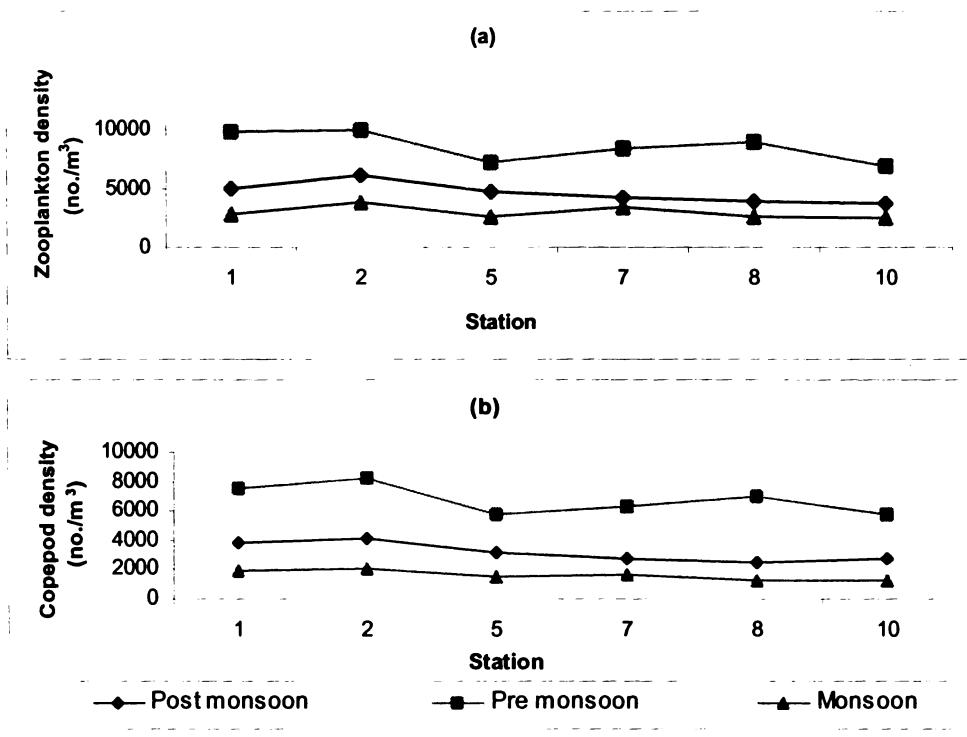 (a)
Zooplankton density
(no./m³)
10000
5000
0
1 2 5 7 8 10
Station
(b)
Copepod density
(no./m³)
10000
8000
6000
4000
2000
0
1 2 5 7 8 10
Station
Post monsoon Pre monsoon Monsoon